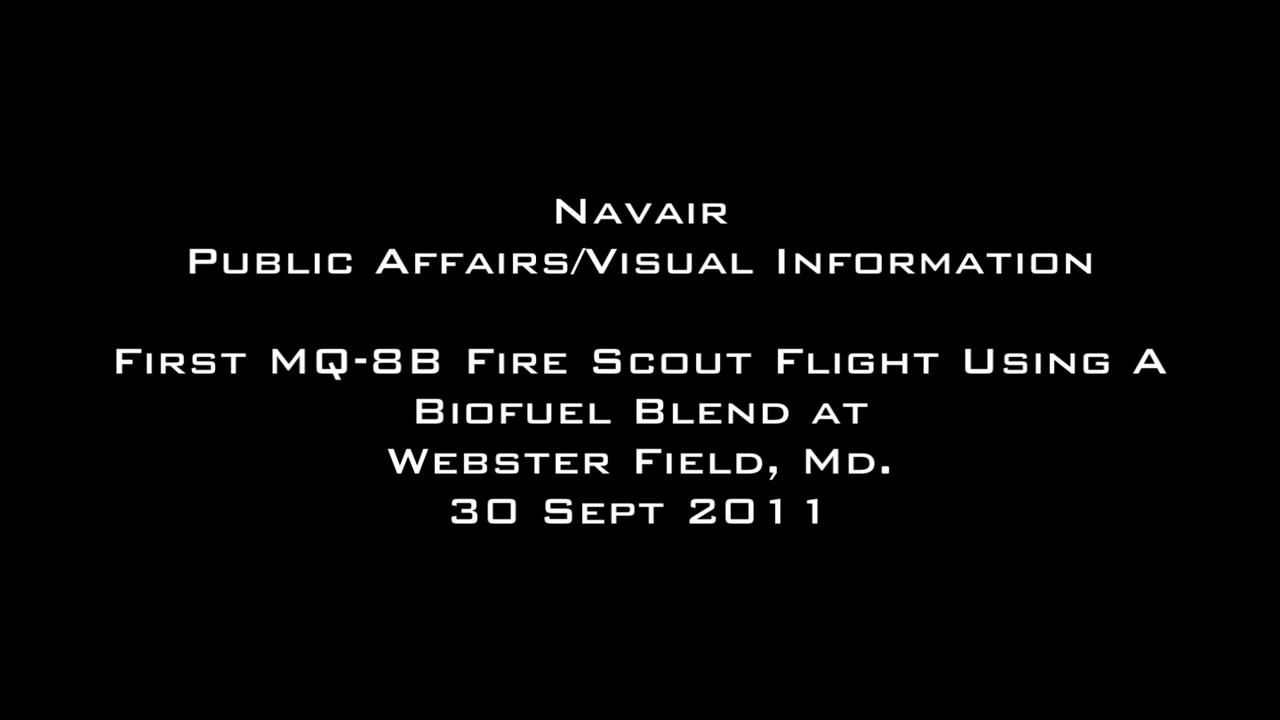 Navair
Public Affairs/Visual Information
First MQ-8B Fire Scout Flight Using A
Biofuel Blend at
Webster Field, Md.
30 Sept 2011